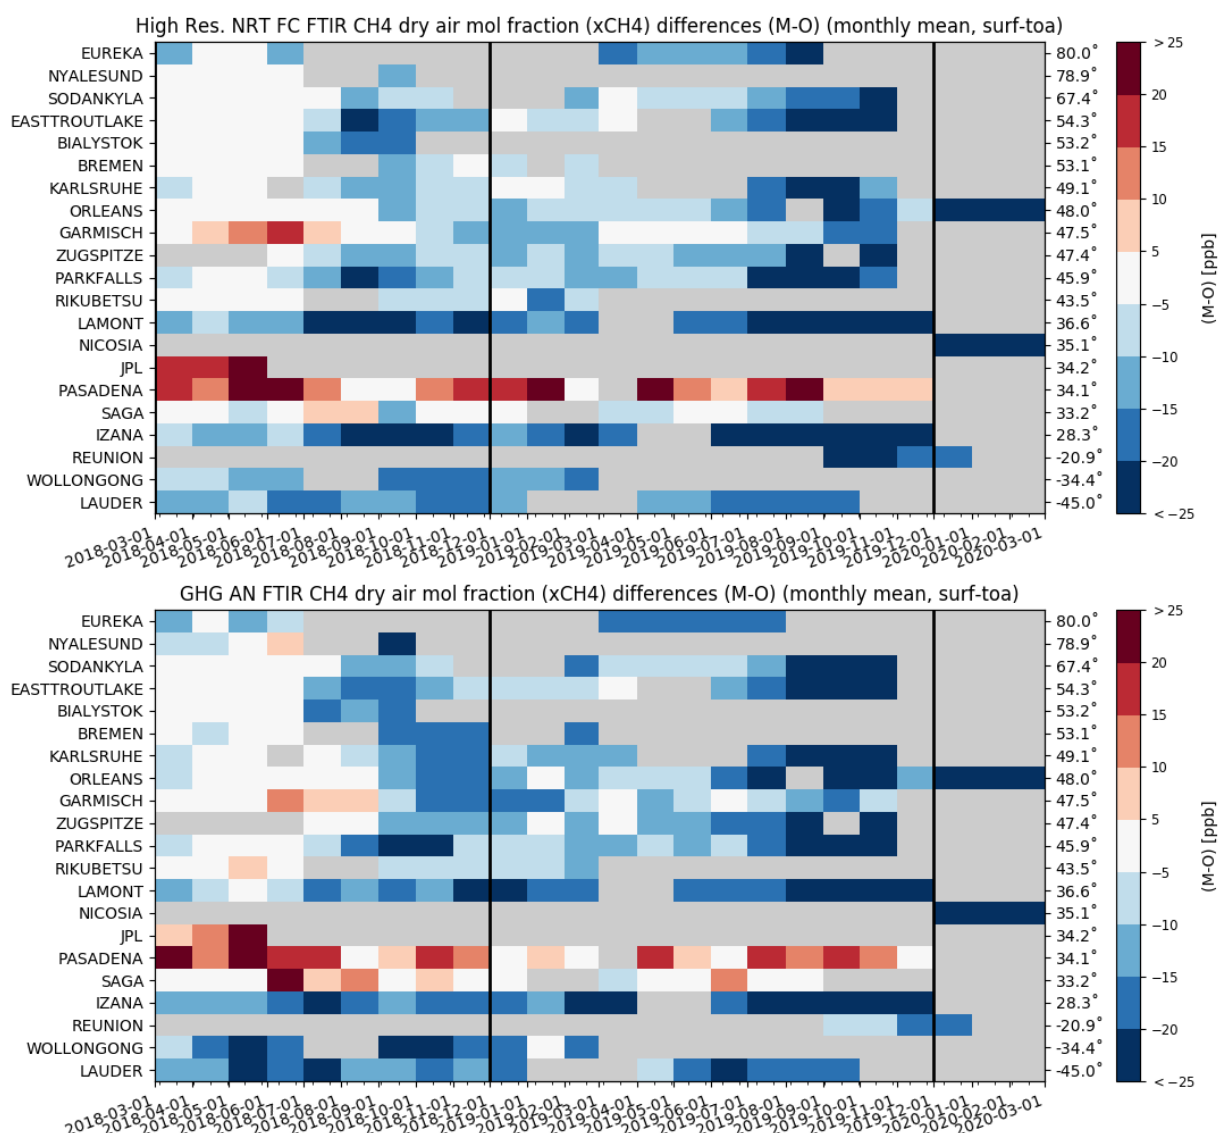 High Res. NRT FC FTIR CH4 dry air mol fraction (xCH4) differences (M-O) (monthly mean, surf-toa)
EUREKA 80.0˚
NYALESUND 78.9˚
SODANKYLA 67.4˚
EASTTROUTLAKE 54.3˚
BIALYSTOK 53.2˚
BREMEN 53.1˚
KARLSRUHE 49.1˚
ORLEANS 48.0˚
GARMISCH 47.5˚
ZUGSPITZE 47.4˚
PARKFALLS 45.9˚
RIKUBETSU 43.5˚
LAMONT 36.6˚
NICOSIA 35.1˚
JPL 34.2˚
PASADENA 34.1˚
SAGA 33.2˚
IZANA 28.3˚
REUNION -20.9˚
WOLLONGONG -34.4˚
LAUDER -45.0˚
2018-03-01 2018-04-01 2018-05-01 2018-06-01 2018-07-01 2018-08-01 2018-09-01 2018-10-01 2018-11-01 2018-12-01 2019-01-01 2019-02-01 2019-03-01 2019-04-01 2019-05-01 2019-06-01 2019-07-01 2019-08-01 2019-09-01 2019-10-01 2019-11-01 2019-12-01 2020-01-01 2020-02-01 2020-03-01
> 25
20
15
10
5
−5
−10
−15
−20
< −25
(M-O) [ppb]
GHG AN FTIR CH4 dry air mol fraction (xCH4) differences (M-O) (monthly mean, surf-toa)
EUREKA 80.0˚
NYALESUND 78.9˚
SODANKYLA 67.4˚
EASTTROUTLAKE 54.3˚
BIALYSTOK 53.2˚
BREMEN 53.1˚
KARLSRUHE 49.1˚
ORLEANS 48.0˚
GARMISCH 47.5˚
ZUGSPITZE 47.4˚
PARKFALLS 45.9˚
RIKUBETSU 43.5˚
LAMONT 36.6˚
NICOSIA 35.1˚
JPL 34.2˚
PASADENA 34.1˚
SAGA 33.2˚
IZANA 28.3˚
REUNION -20.9˚
WOLLONGONG -34.4˚
LAUDER -45.0˚
2018-03-01 2018-04-01 2018-05-01 2018-06-01 2018-07-01 2018-08-01 2018-09-01 2018-10-01 2018-11-01 2018-12-01 2019-01-01 2019-02-01 2019-03-01 2019-04-01 2019-05-01 2019-06-01 2019-07-01 2019-08-01 2019-09-01 2019-10-01 2019-11-01 2019-12-01 2020-01-01 2020-02-01 2020-03-01
> 25
20
15
10
5
−5
−10
−15
−20
< −25
(M-O) [ppb]